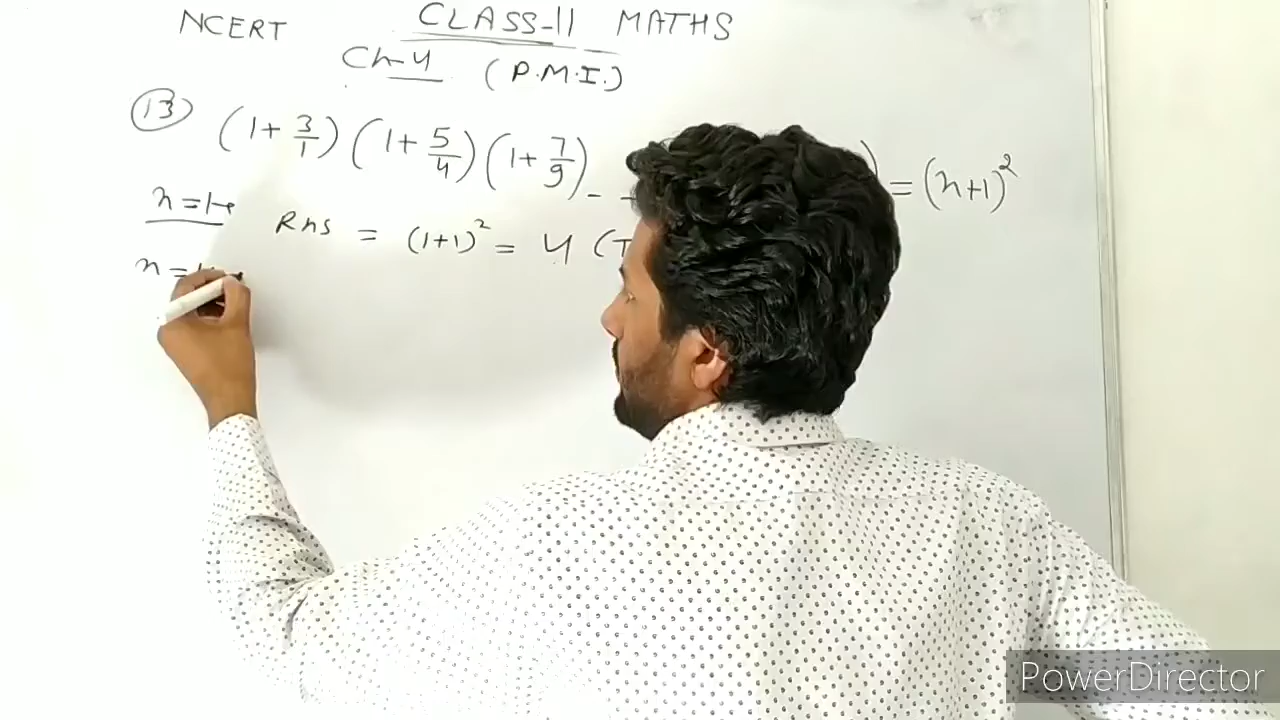 NCERT CLASS-11 MATHS
Ch-4 (P.M.I.)
13 (1+3/1)(1+5/4)(1+7/9)- - ) = (n+1)²
n=1 RHS = (1+1)² = 4 (T
n=
PowerDirector